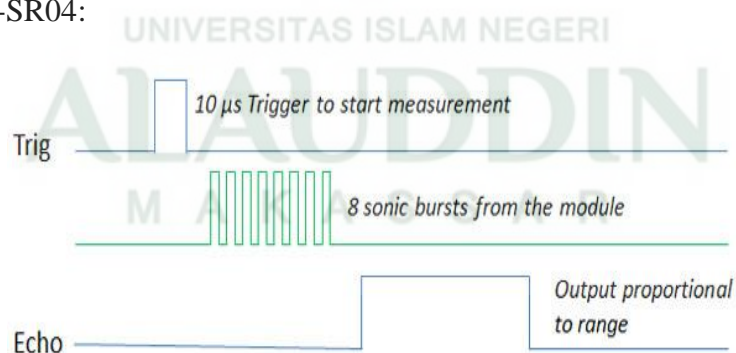 -SR04:
UNIVERSITAS ISLAM NEGERI
ALAUDDIN
MAKASSAR
10 µs Trigger to start measurement
Trig
8 sonic bursts from the module
Output proportional
to range
Echo